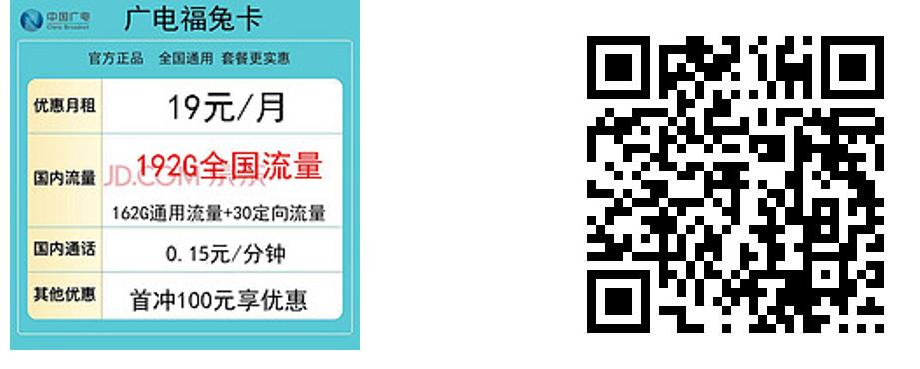 中国广电
China Broadnet
广电福兔卡
官方正品 全国通用 套餐更实惠
优惠月租
19元/月
国内流量
192G全国流量
JD.COM 京东
162G通用流量+30定向流量
国内通话
0.15元/分钟
其他优惠
首冲100元享优惠